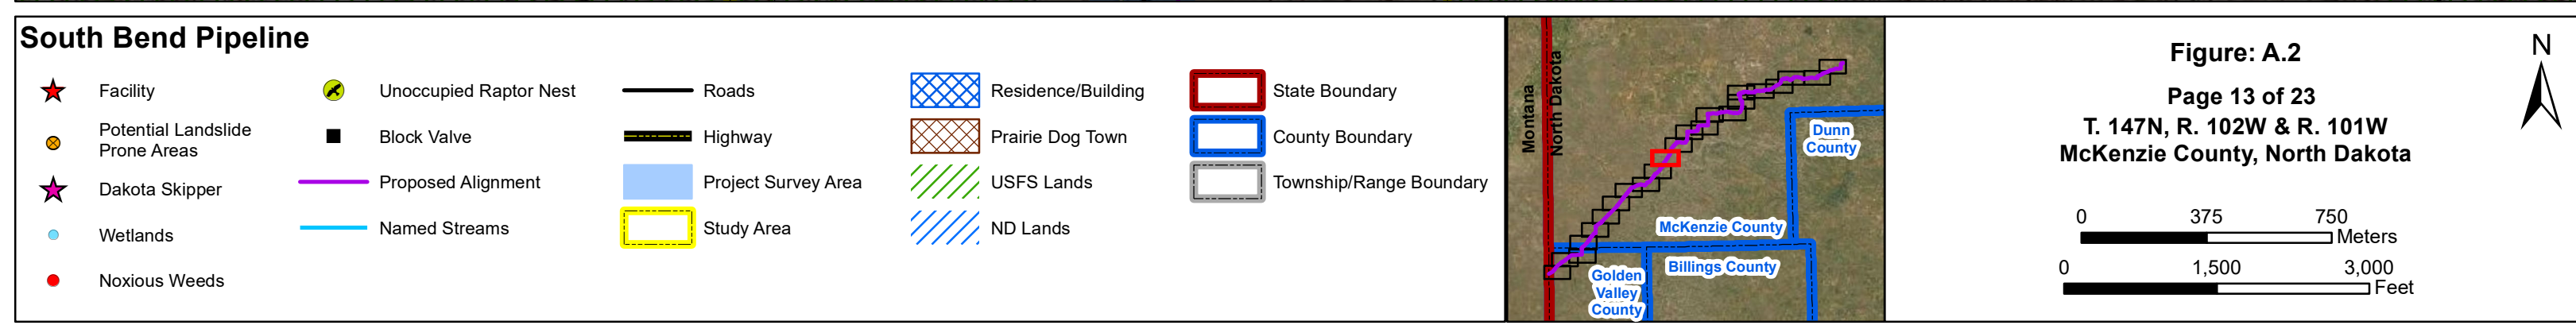 South Bend Pipeline
Facility
Potential Landslide
Prone Areas
Dakota Skipper
Wetlands
Noxious Weeds
Unoccupied Raptor Nest
Block Valve
Proposed Alignment
Named Streams
Roads
Highway
Project Survey Area
Study Area
Residence/Building
Prairie Dog Town
USFS Lands
ND Lands
State Boundary
County Boundary
Township/Range Boundary
Montana
North Dakota
Dunn
County
McKenzie County
Billings County
Golden
Valley
County
Figure: A.2
Page 13 of 23
T. 147N, R. 102W & R. 101W
McKenzie County, North Dakota
0 375 750
Meters
0 1,500 3,000
Feet
N